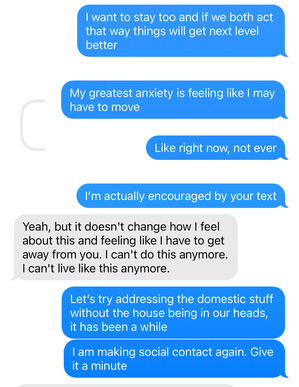 I want to stay too and if we both act
that way things will get next level
better
My greatest anxiety is feeling like I may
have to move
Like right now, not ever
I'm actually encouraged by your text
Yeah, but it doesn't change how I feel
about this and feeling like I have to get
away from you. I can't do this anymore.
I can't live like this anymore.
Let's try addressing the domestic stuff
without the house being in our heads,
it has been a while
I am making social contact again. Give
it a minute